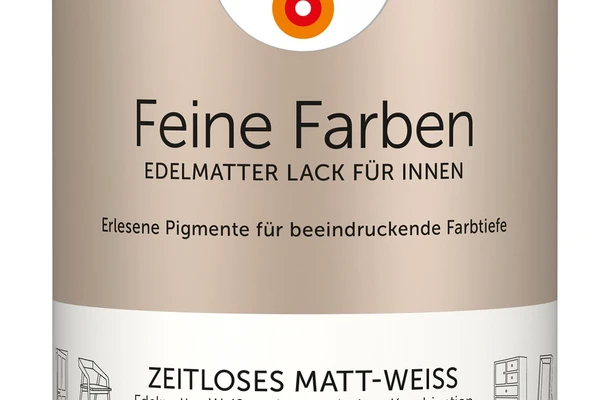 Feine Farben
EDELMATTER LACK FÜR INNEN
Erlesene Pigmente für beeindruckende Farbtiefe
ZEITLOSES MATT-WEISS